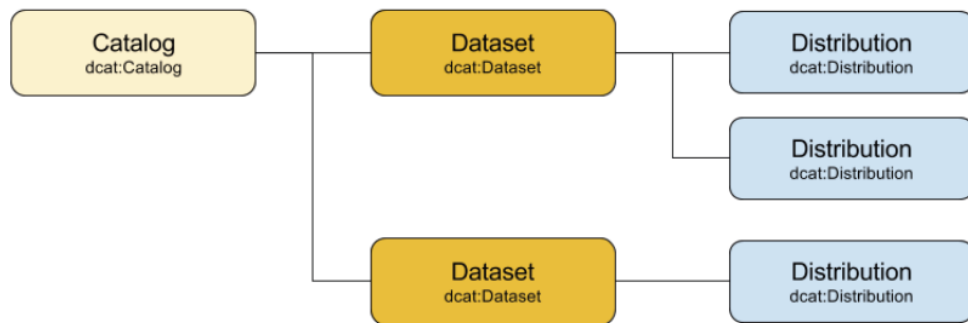 Catalog
dcat:Catalog
Dataset
dcat:Dataset
Distribution
dcat:Distribution
Distribution
dcat:Distribution
Dataset
dcat:Dataset
Distribution
dcat:Distribution